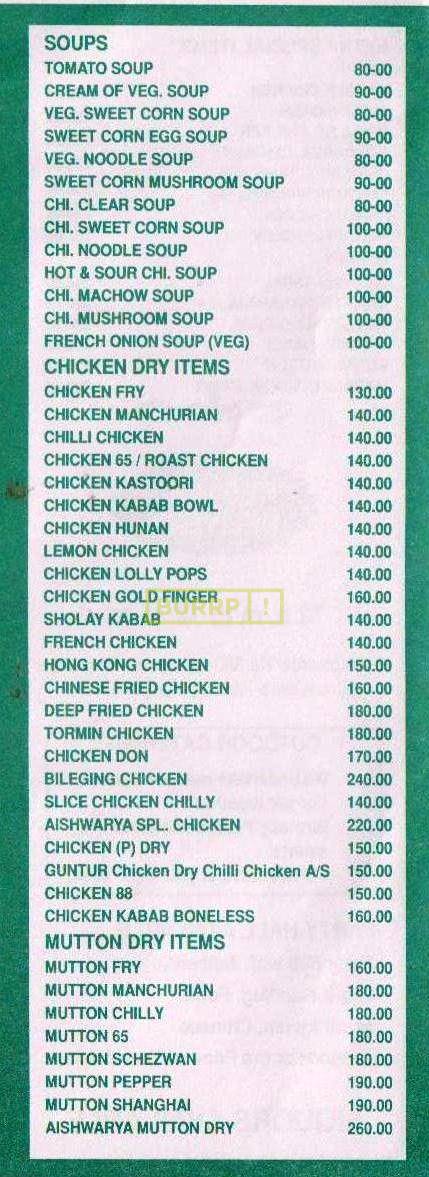 SOUPS
TOMATO SOUP 80-00
CREAM OF VEG. SOUP 90-00
VEG. SWEET CORN SOUP 80-00
SWEET CORN EGG SOUP 90-00
VEG. NOODLE SOUP 80-00
SWEET CORN MUSHROOM SOUP 90-00
CHI. CLEAR SOUP 80-00
CHI. SWEET CORN SOUP 100-00
CHI. NOODLE SOUP 100-00
HOT & SOUR CHI. SOUP 100-00
CHI. MACHOW SOUP 100-00
CHI. MUSHROOM SOUP 100-00
FRENCH ONION SOUP (VEG) 100-00
CHICKEN DRY ITEMS
CHICKEN FRY 130.00
CHICKEN MANCHURIAN 140.00
CHILLI CHICKEN 140.00
CHICKEN 65 / ROAST CHICKEN 140.00
CHICKEN KASTOORI 140.00
CHICKEN KABAB BOWL 140.00
CHICKEN HUNAN 140.00
LEMON CHICKEN 140.00
CHICKEN LOLLY POPS 140.00
CHICKEN GOLD FINGER 160.00
BURRP!
SHOLAY KABAB 140.00
FRENCH CHICKEN 140.00
HONG KONG CHICKEN 150.00
CHINESE FRIED CHICKEN 160.00
DEEP FRIED CHICKEN 180.00
TORMIN CHICKEN 180.00
CHICKEN DON 170.00
BILEGING CHICKEN 240.00
SLICE CHICKEN CHILLY 140.00
AISHWARYA SPL. CHICKEN 220.00
CHICKEN (P) DRY 150.00
GUNTUR Chicken Dry Chilli Chicken A/S 150.00
CHICKEN 88 150.00
CHICKEN KABAB BONELESS 160.00
MUTTON DRY ITEMS
MUTTON FRY 160.00
MUTTON MANCHURIAN 180.00
MUTTON CHILLY 180.00
MUTTON 65 180.00
MUTTON SCHEZWAN 180.00
MUTTON PEPPER 190.00
MUTTON SHANGHAI 190.00
AISHWARYA MUTTON DRY 260.00